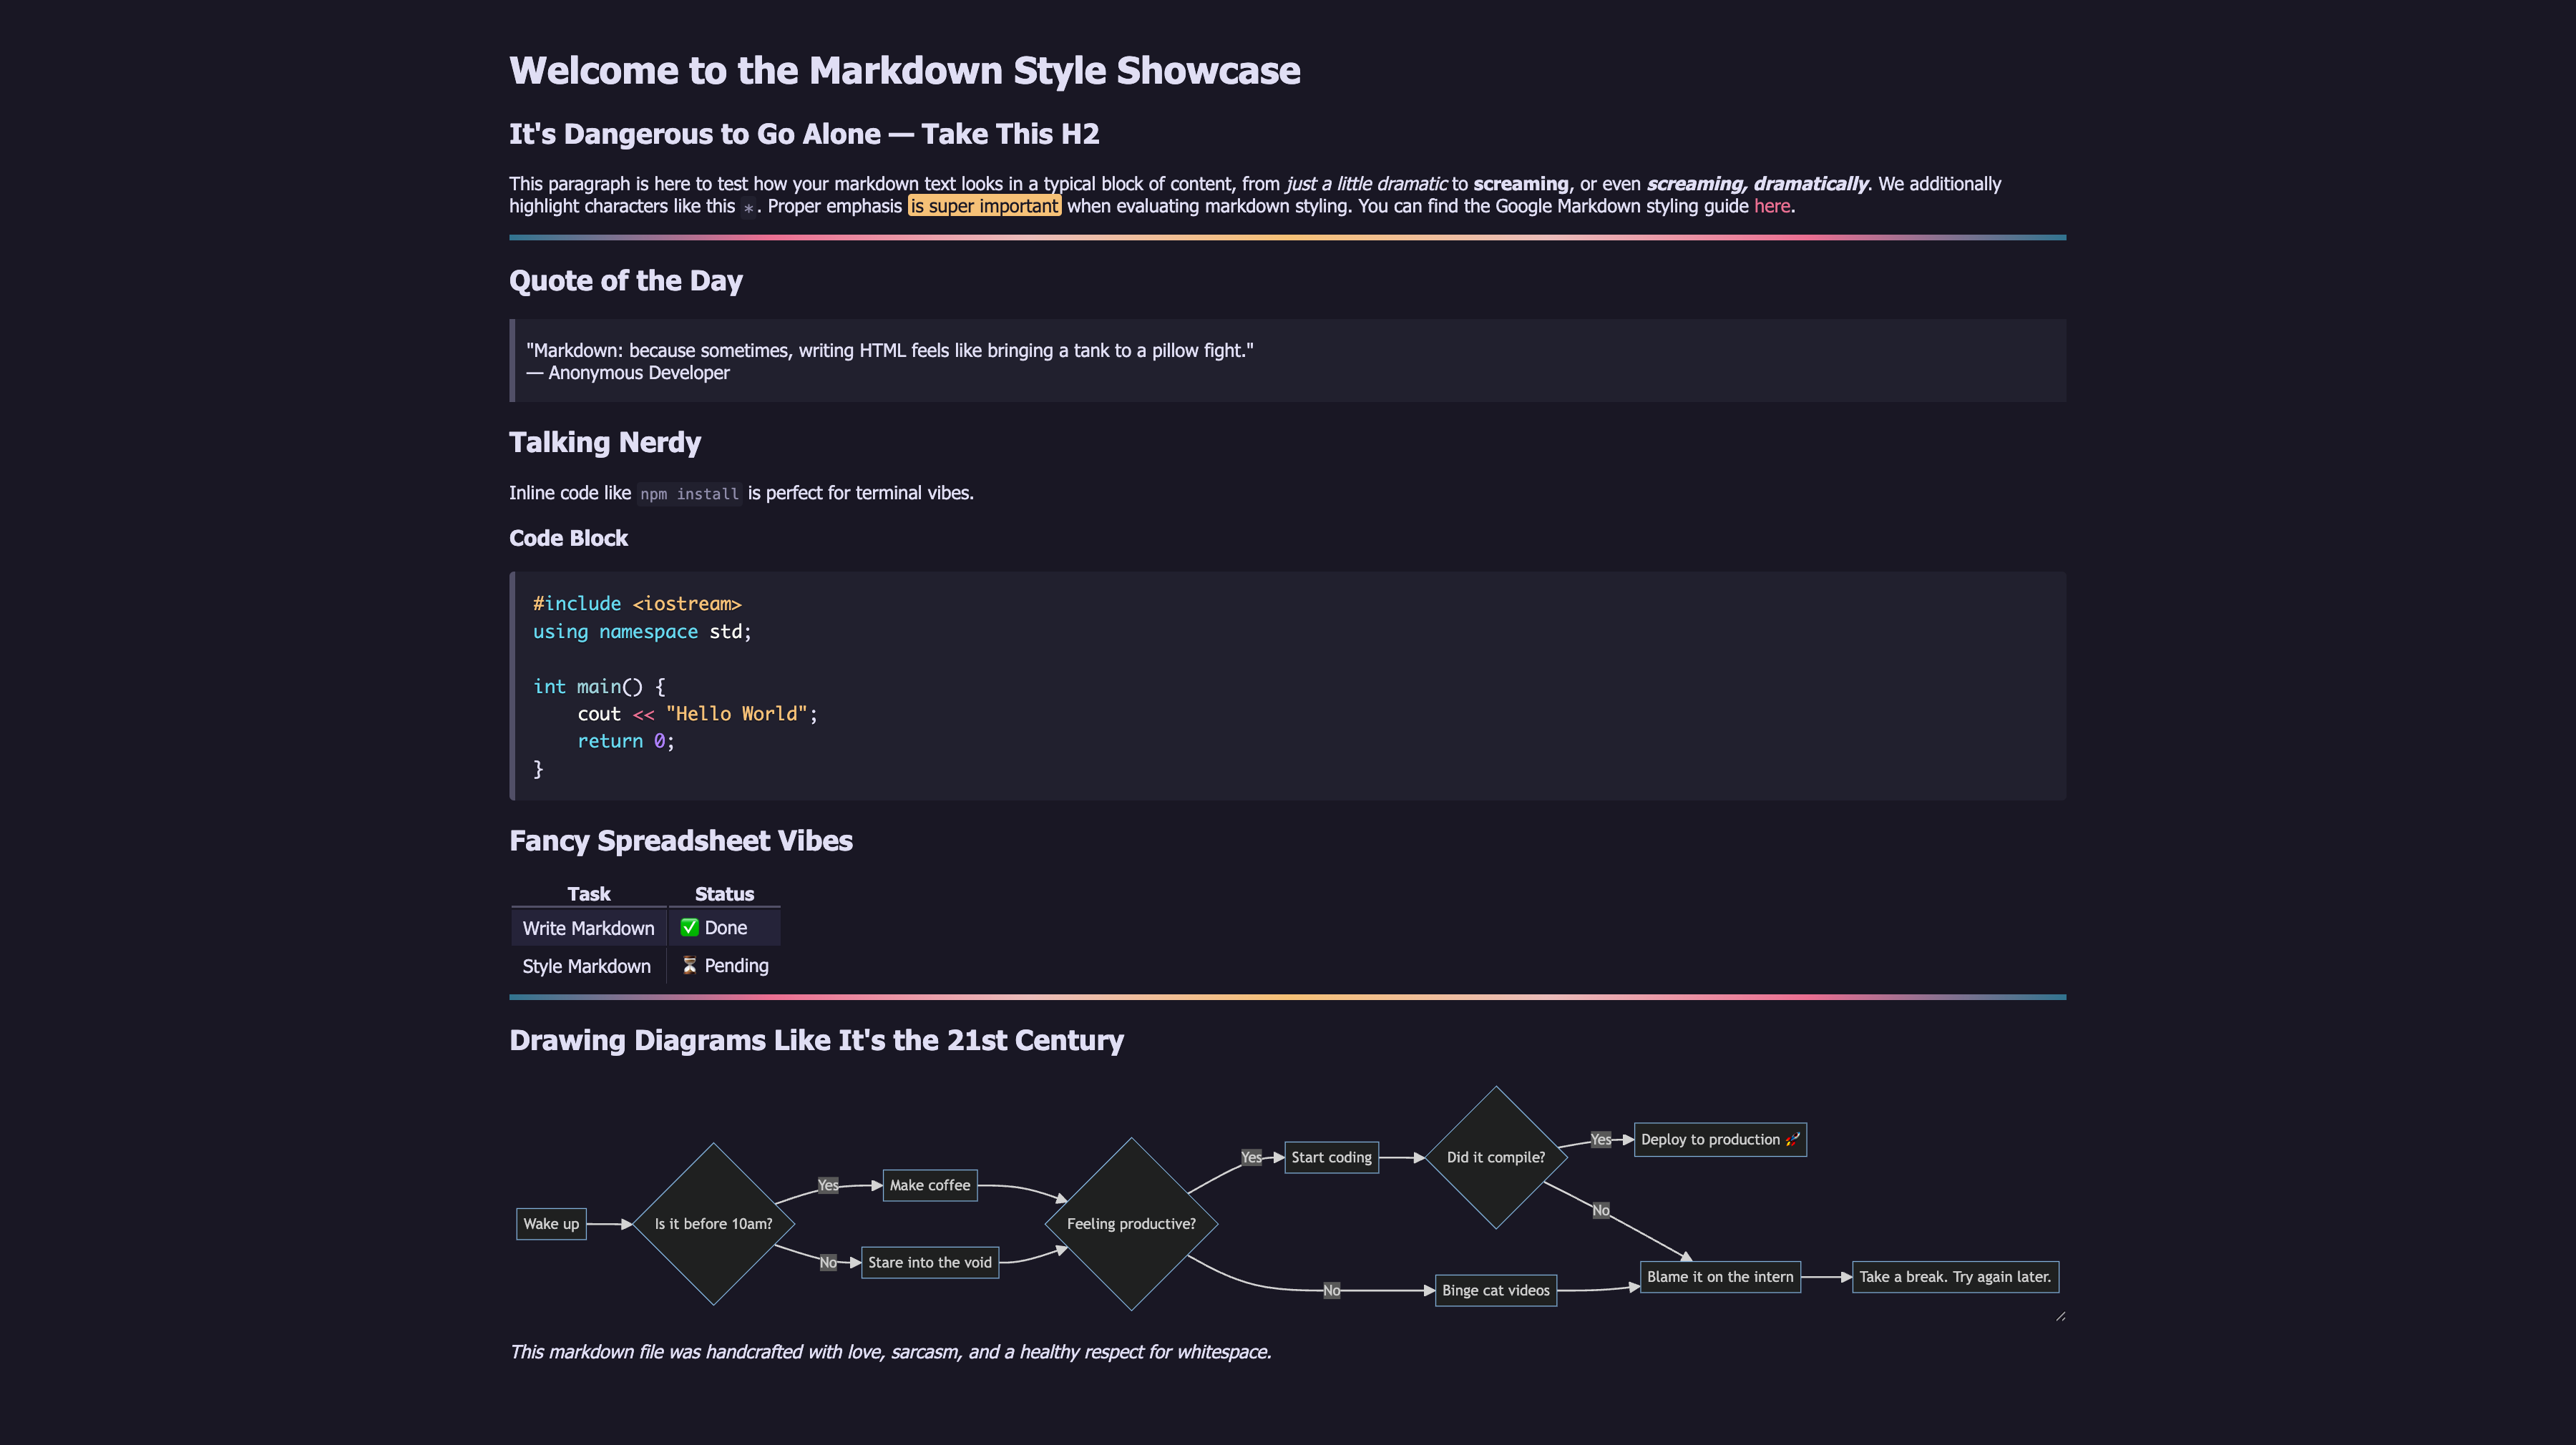 Welcome to the Markdown Style Showcase
It's Dangerous to Go Alone — Take This H2
This paragraph is here to test how your markdown text looks in a typical block of content, from just a little dramatic to screaming, or even screaming, dramatically. We additionally
highlight characters like this *. Proper emphasis is super important when evaluating markdown styling. You can find the Google Markdown styling guide here.
Quote of the Day
"Markdown: because sometimes, writing HTML feels like bringing a tank to a pillow fight."
— Anonymous Developer
Talking Nerdy
Inline code like npm install is perfect for terminal vibes.
Code Block
#include <iostream>
using namespace std;
int main() {
    cout << "Hello World";
    return 0;
}
Fancy Spreadsheet Vibes
Task Status
Write Markdown ✅ Done
Style Markdown ⏳ Pending
Drawing Diagrams Like It's the 21st Century
Wake up
Is it before 10am?
Yes
Make coffee
No
Stare into the void
Feeling productive?
Yes
Start coding
Did it compile?
Yes
Deploy to production 🚀
No
No
Binge cat videos
Blame it on the intern
Take a break. Try again later.
This markdown file was handcrafted with love, sarcasm, and a healthy respect for whitespace.